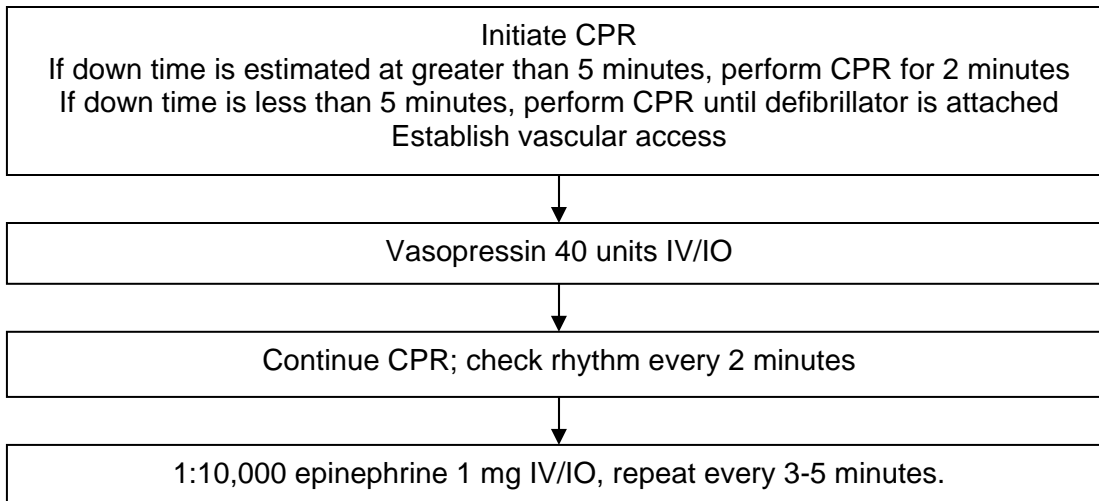 Initiate CPR
If down time is estimated at greater than 5 minutes, perform CPR for 2 minutes
If down time is less than 5 minutes, perform CPR until defibrillator is attached
Establish vascular access
Vasopressin 40 units IV/IO
Continue CPR; check rhythm every 2 minutes
1:10,000 epinephrine 1 mg IV/IO, repeat every 3-5 minutes.